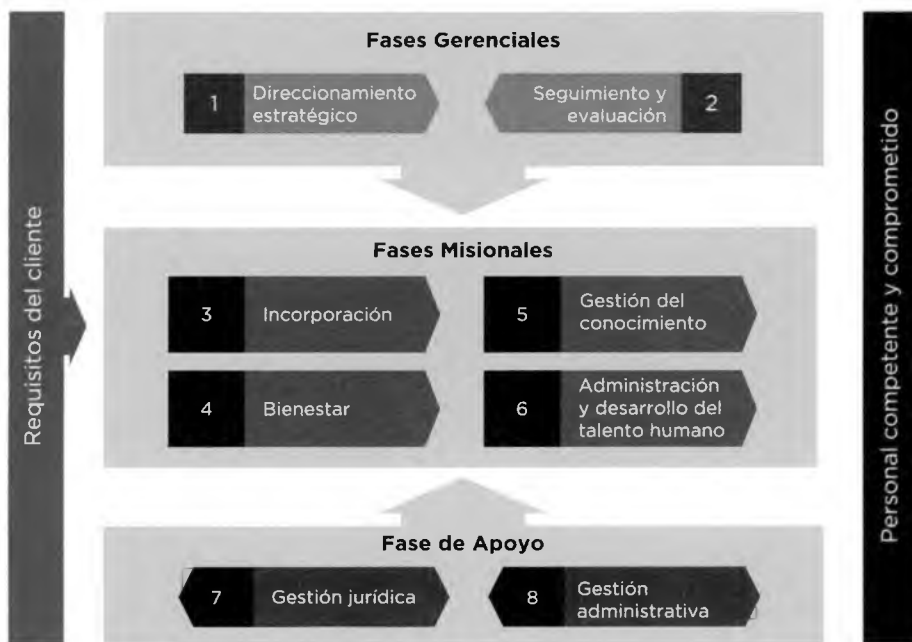 Requisitos del cliente
Fases Gerenciales
1
Direccionamiento
estratégico
Seguimiento y
evaluación
2
Fases Misionales
3
Incorporación
5
Gestión del
conocimiento
4
Bienestar
6
Administración
y desarrollo del
talento humano
Fase de Apoyo
7
Gestión jurídica
8
Gestión
administrativa
Personal competente y comprometido